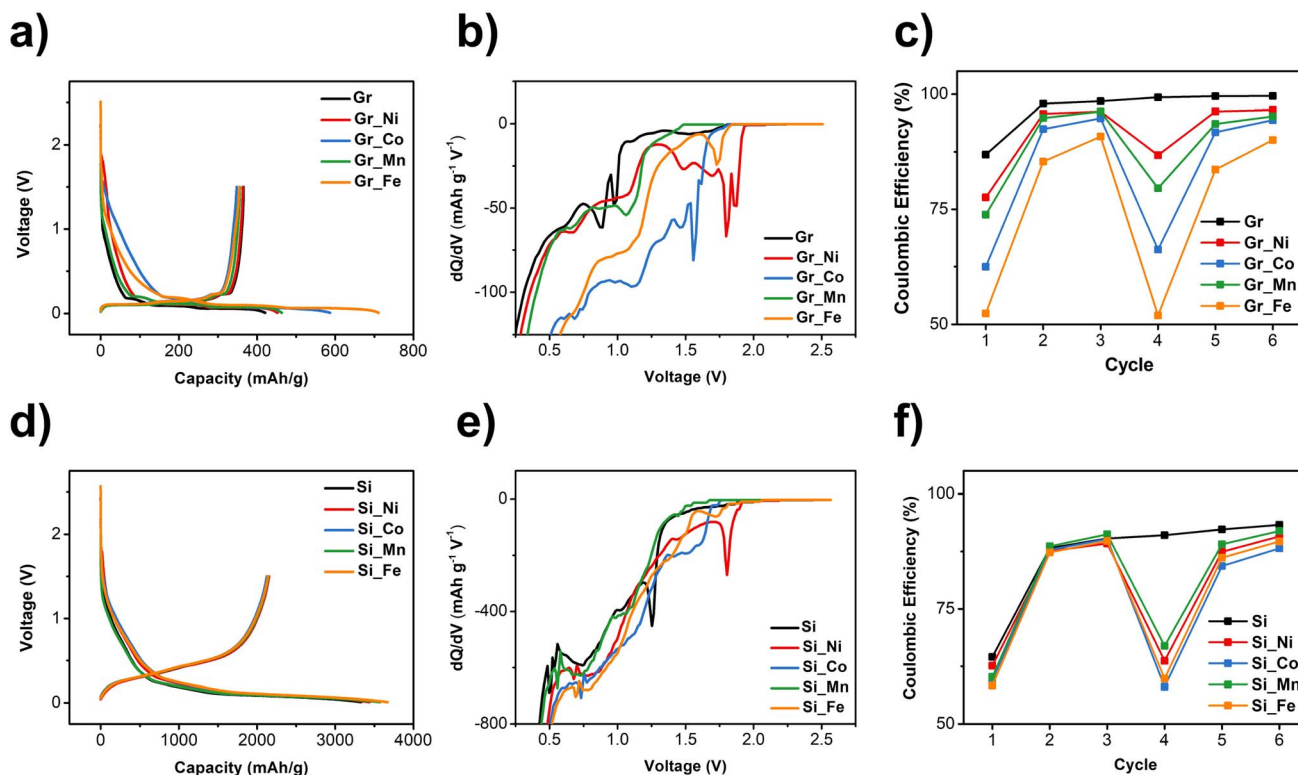 a)
Voltage (V)
2
1
0
Gr
Gr_Ni
Gr_Co
Gr_Mn
Gr_Fe
0 200 400 600 800
Capacity (mAh/g)
b)
dQ/dV (mAh g⁻¹ V⁻¹)
0
-50
-100
Gr
Gr_Ni
Gr_Co
Gr_Mn
Gr_Fe
0.5 1.0 1.5 2.0 2.5
Voltage (V)
c)
Coulombic Efficiency (%)
100
75
50
Gr
Gr_Ni
Gr_Co
Gr_Mn
Gr_Fe
1 2 3 4 5 6
Cycle
d)
Voltage (V)
2
1
0
Si
Si_Ni
Si_Co
Si_Mn
Si_Fe
0 1000 2000 3000 4000
Capacity (mAh/g)
e)
dQ/dV (mAh g⁻¹ V⁻¹)
0
-400
-800
Si
Si_Ni
Si_Co
Si_Mn
Si_Fe
0.5 1.0 1.5 2.0 2.5
Voltage (V)
f)
Coulombic Efficiency (%)
100
75
50
Si
Si_Ni
Si_Co
Si_Mn
Si_Fe
1 2 3 4 5 6
Cycle